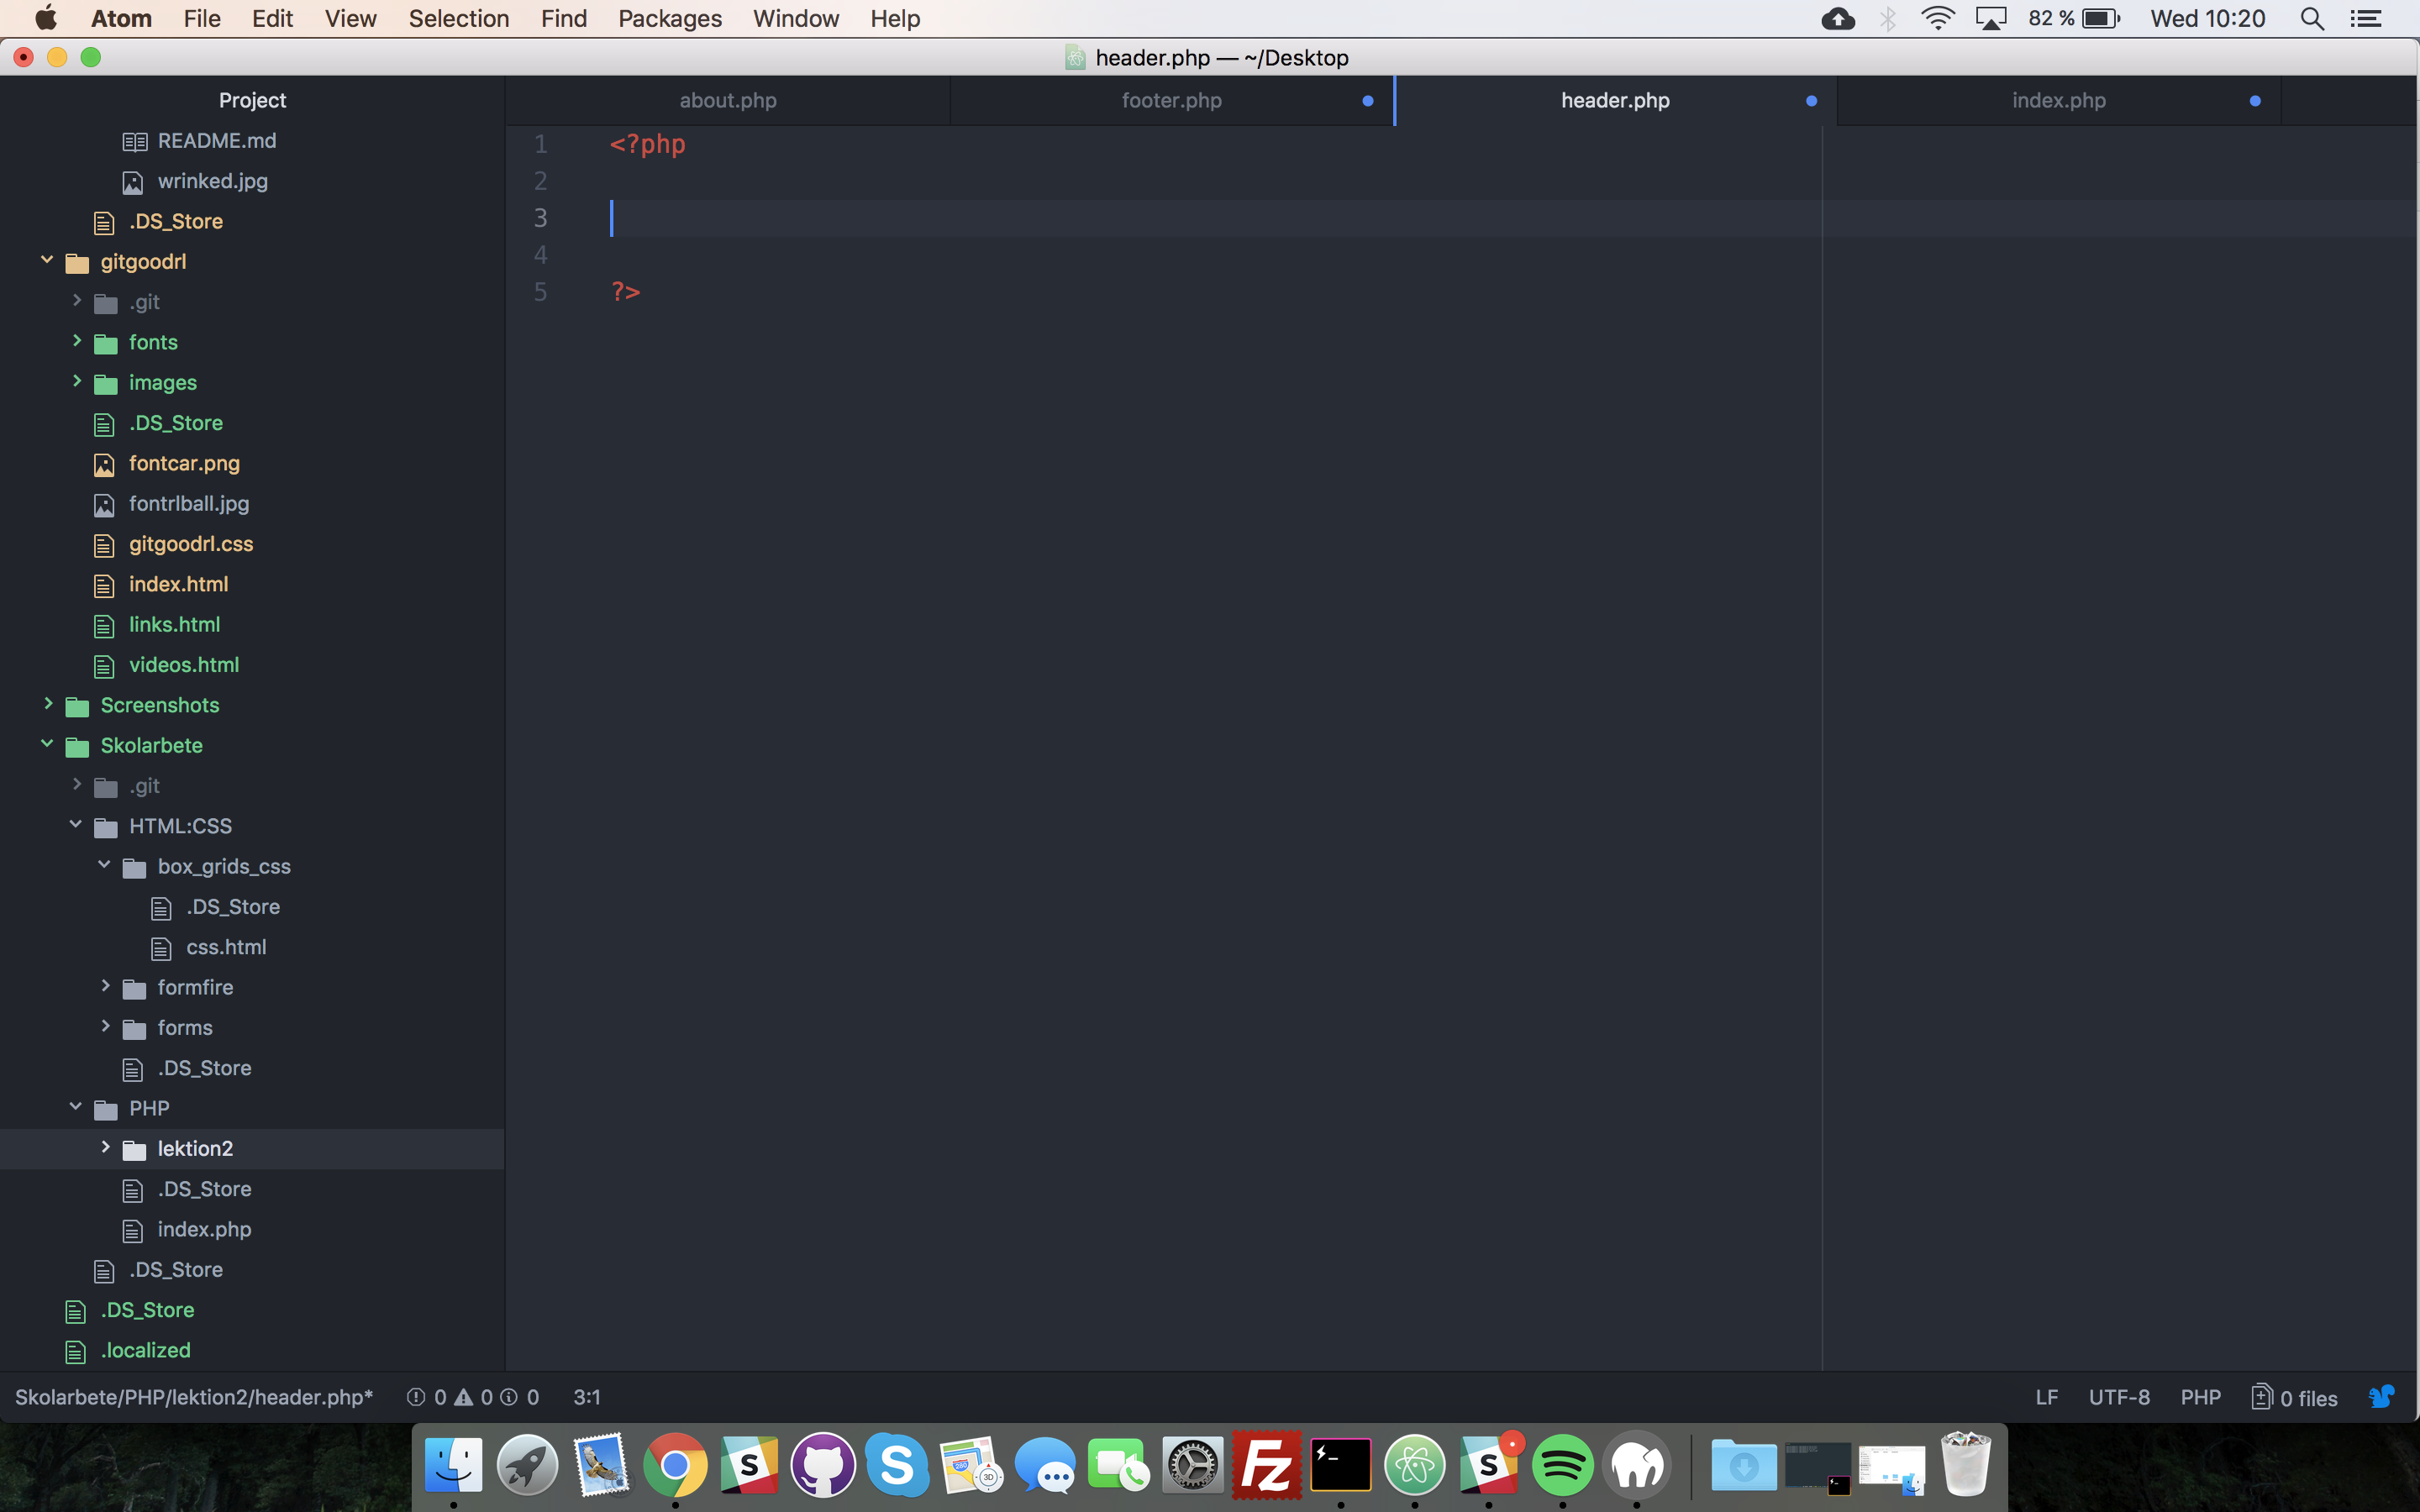 Atom File Edit View Selection Find Packages Window Help 82 % Wed 10:20
header.php — ~/Desktop
Project
about.php footer.php header.php index.php
README.md
wrinked.jpg
.DS_Store
gitgoodrl
.git
fonts
images
.DS_Store
fontcar.png
fontrlball.jpg
gitgoodrl.css
index.html
links.html
videos.html
Screenshots
Skolarbete
.git
HTML:CSS
box_grids_css
.DS_Store
css.html
formfire
forms
.DS_Store
PHP
lektion2
.DS_Store
index.php
.DS_Store
.DS_Store
.localized
1 <?php
2
3
4
5 ?>
Skolarbete/PHP/lektion2/header.php* 0 0 0 3:1 LF UTF-8 PHP 0 files
S S 280 3D Fz S